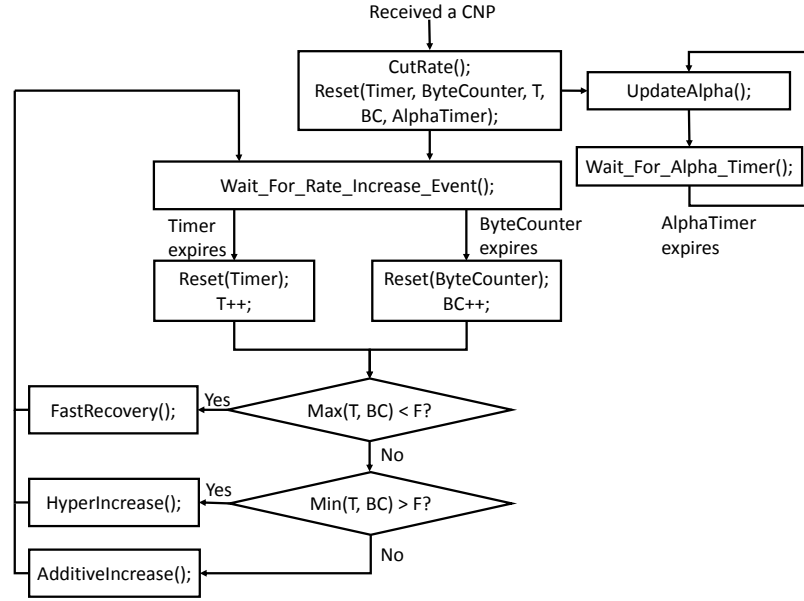 Received a CNP
CutRate();
Reset(Timer, ByteCounter, T,
BC, AlphaTimer);
UpdateAlpha();
Wait_For_Alpha_Timer();
AlphaTimer
expires
Wait_For_Rate_Increase_Event();
Timer
expires
ByteCounter
expires
Reset(Timer);
T++;
Reset(ByteCounter);
BC++;
Max(T, BC) < F?
Yes
FastRecovery();
No
Min(T, BC) > F?
Yes
HyperIncrease();
No
AdditiveIncrease();